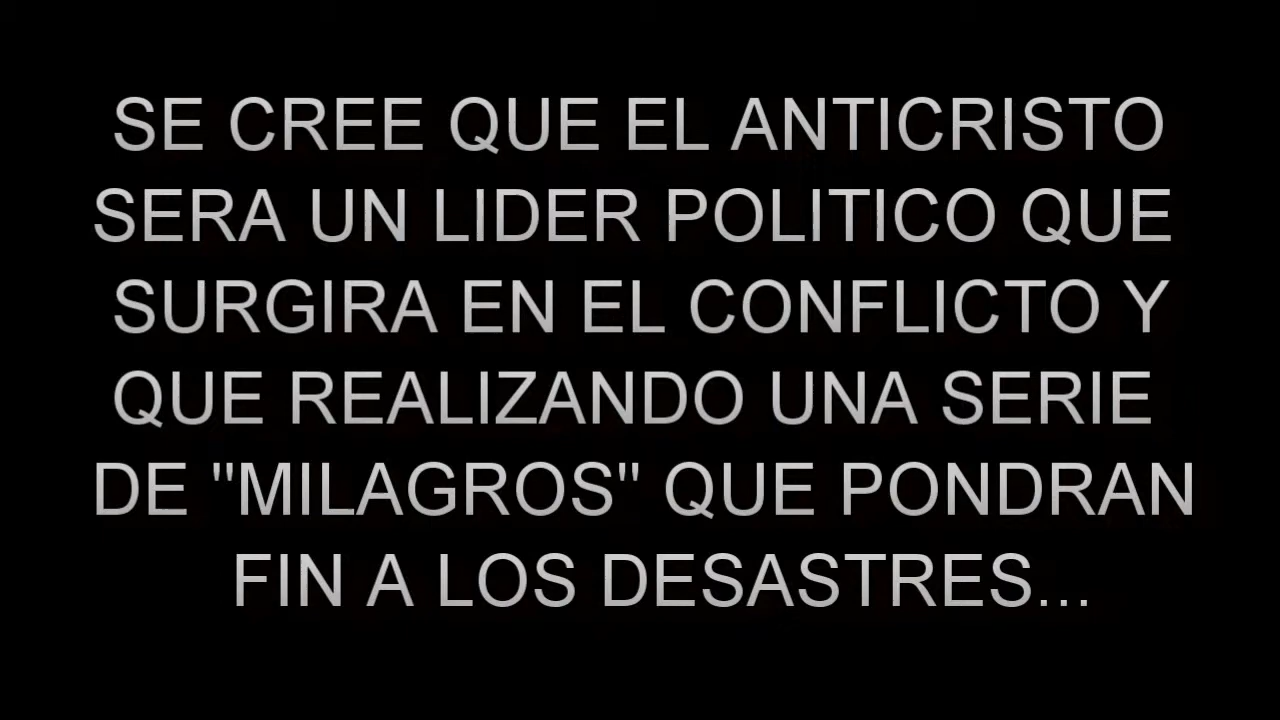 SE CREE QUE EL ANTICRISTO
SERA UN LIDER POLITICO QUE
SURGIRA EN EL CONFLICTO Y
QUE REALIZANDO UNA SERIE
DE "MILAGROS" QUE PONDRAN
FIN A LOS DESASTRES...